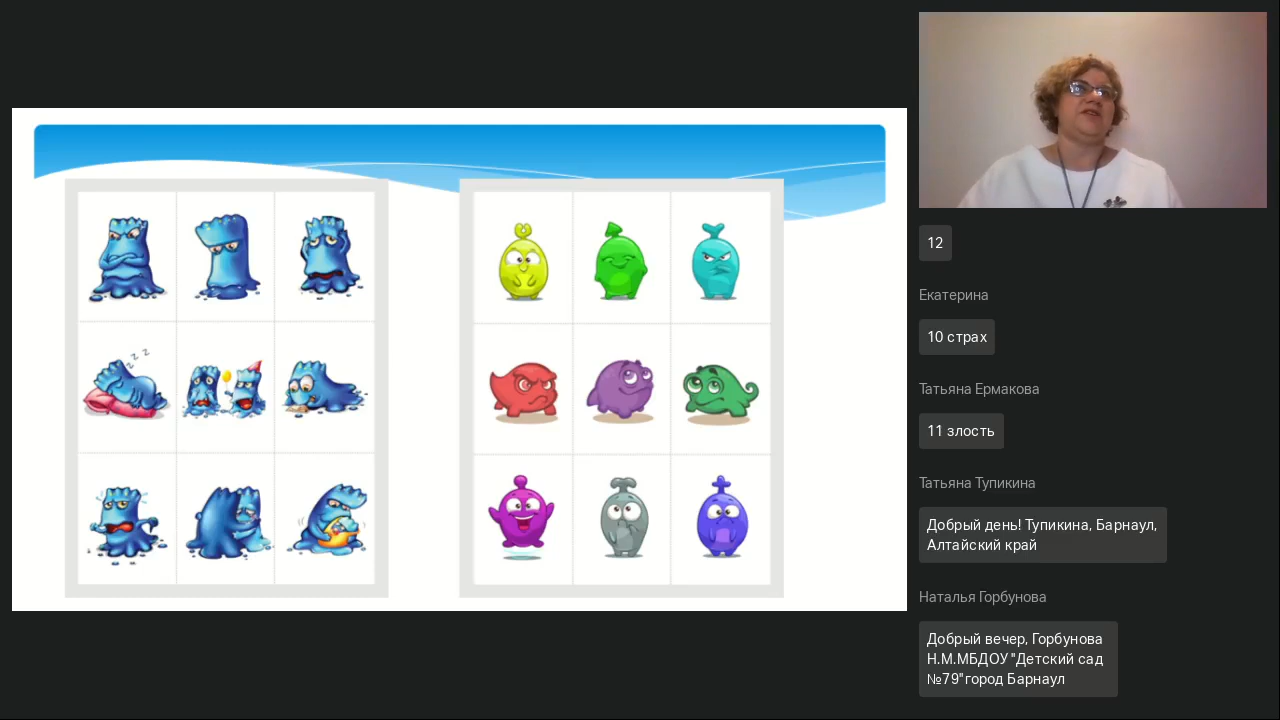 12
Екатерина
10 страх
Татьяна Ермакова
11 злость
Татьяна Тупикина
Добрый день! Тупикина, Барнаул,
Алтайский край
Наталья Горбунова
Добрый вечер, Горбунова
Н.М.МБДОУ "Детский сад
№79"город Барнаул
z z z